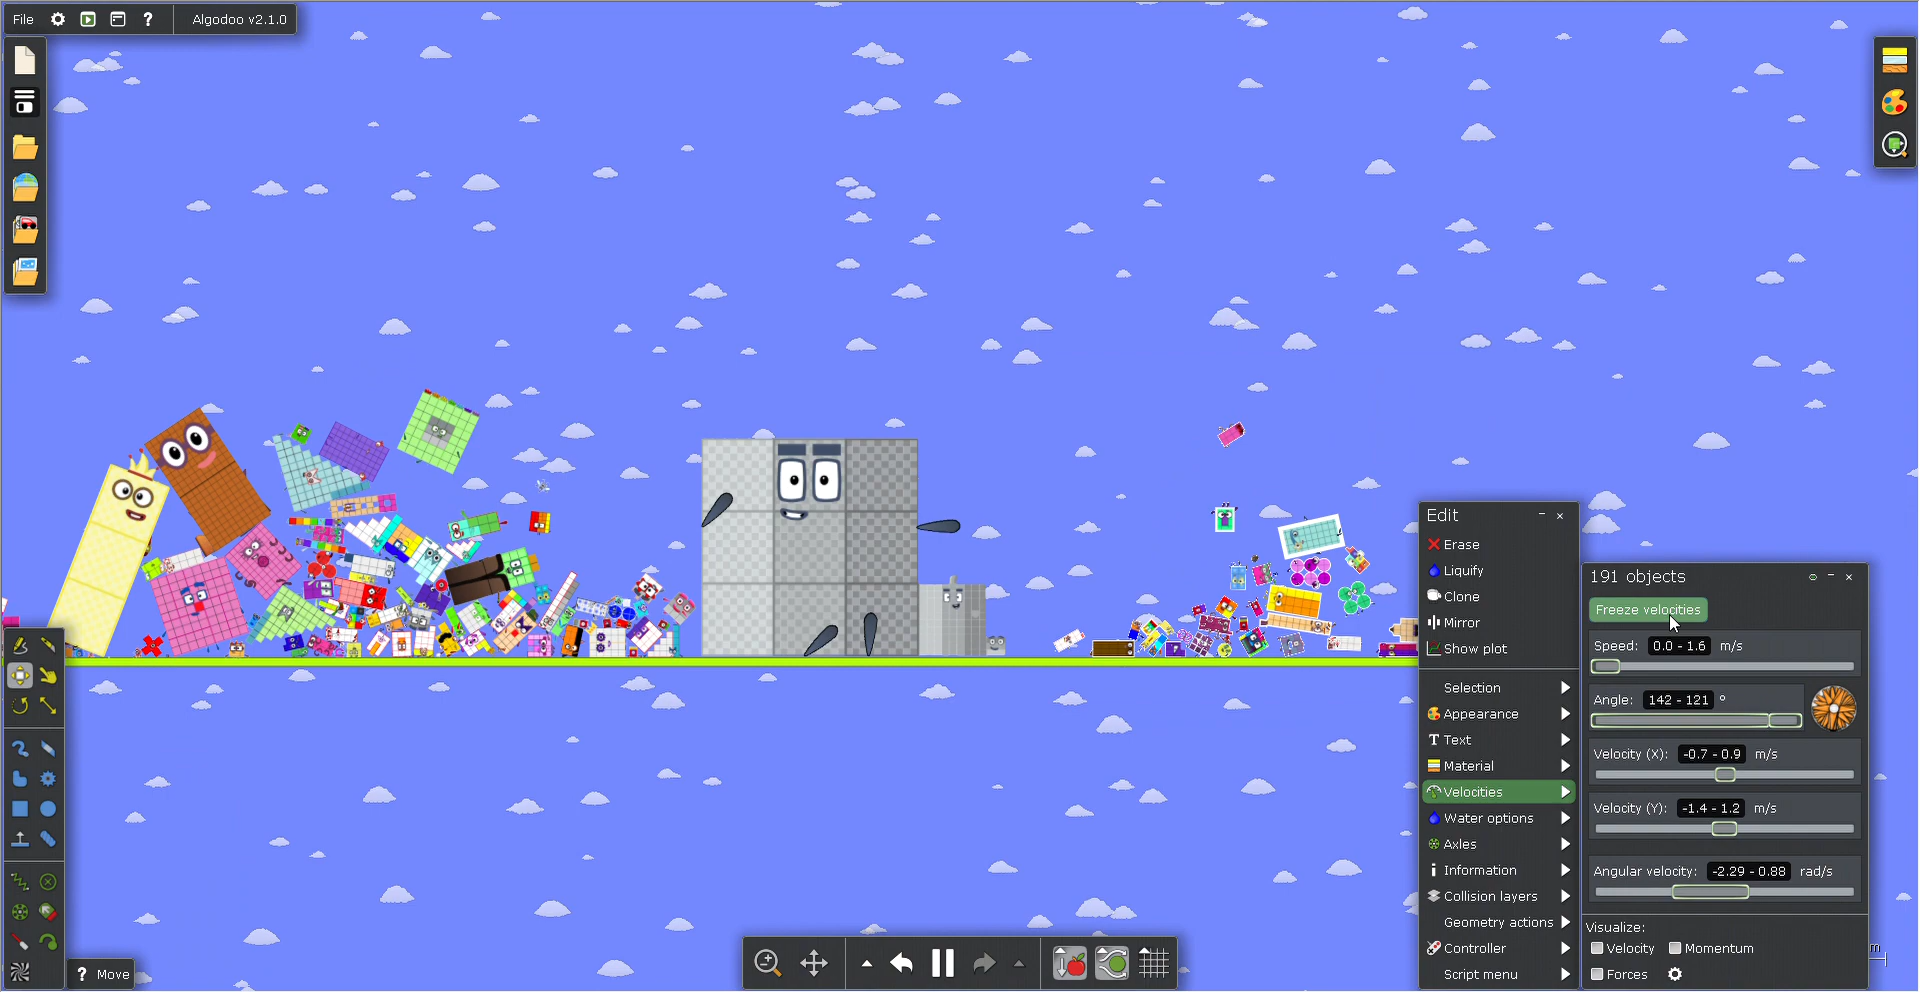 File ? Algodoo v2.1.0
Edit
Erase
Liquify
Clone
Mirror
Show plot
Selection
Appearance
Text
Material
Velocities
Water options
Axles
Information
Collision layers
Geometry actions
Controller
Script menu
191 objects
Freeze velocities
Speed: 0.0 - 1.6 m/s
Angle: 142 - 121 °
Velocity (X): -0.7 - 0.9 m/s
Velocity (Y): -1.4 - 1.2 m/s
Angular velocity: -2.29 - 0.88 rad/s
Visualize:
Velocity Momentum
Forces
m
? Move